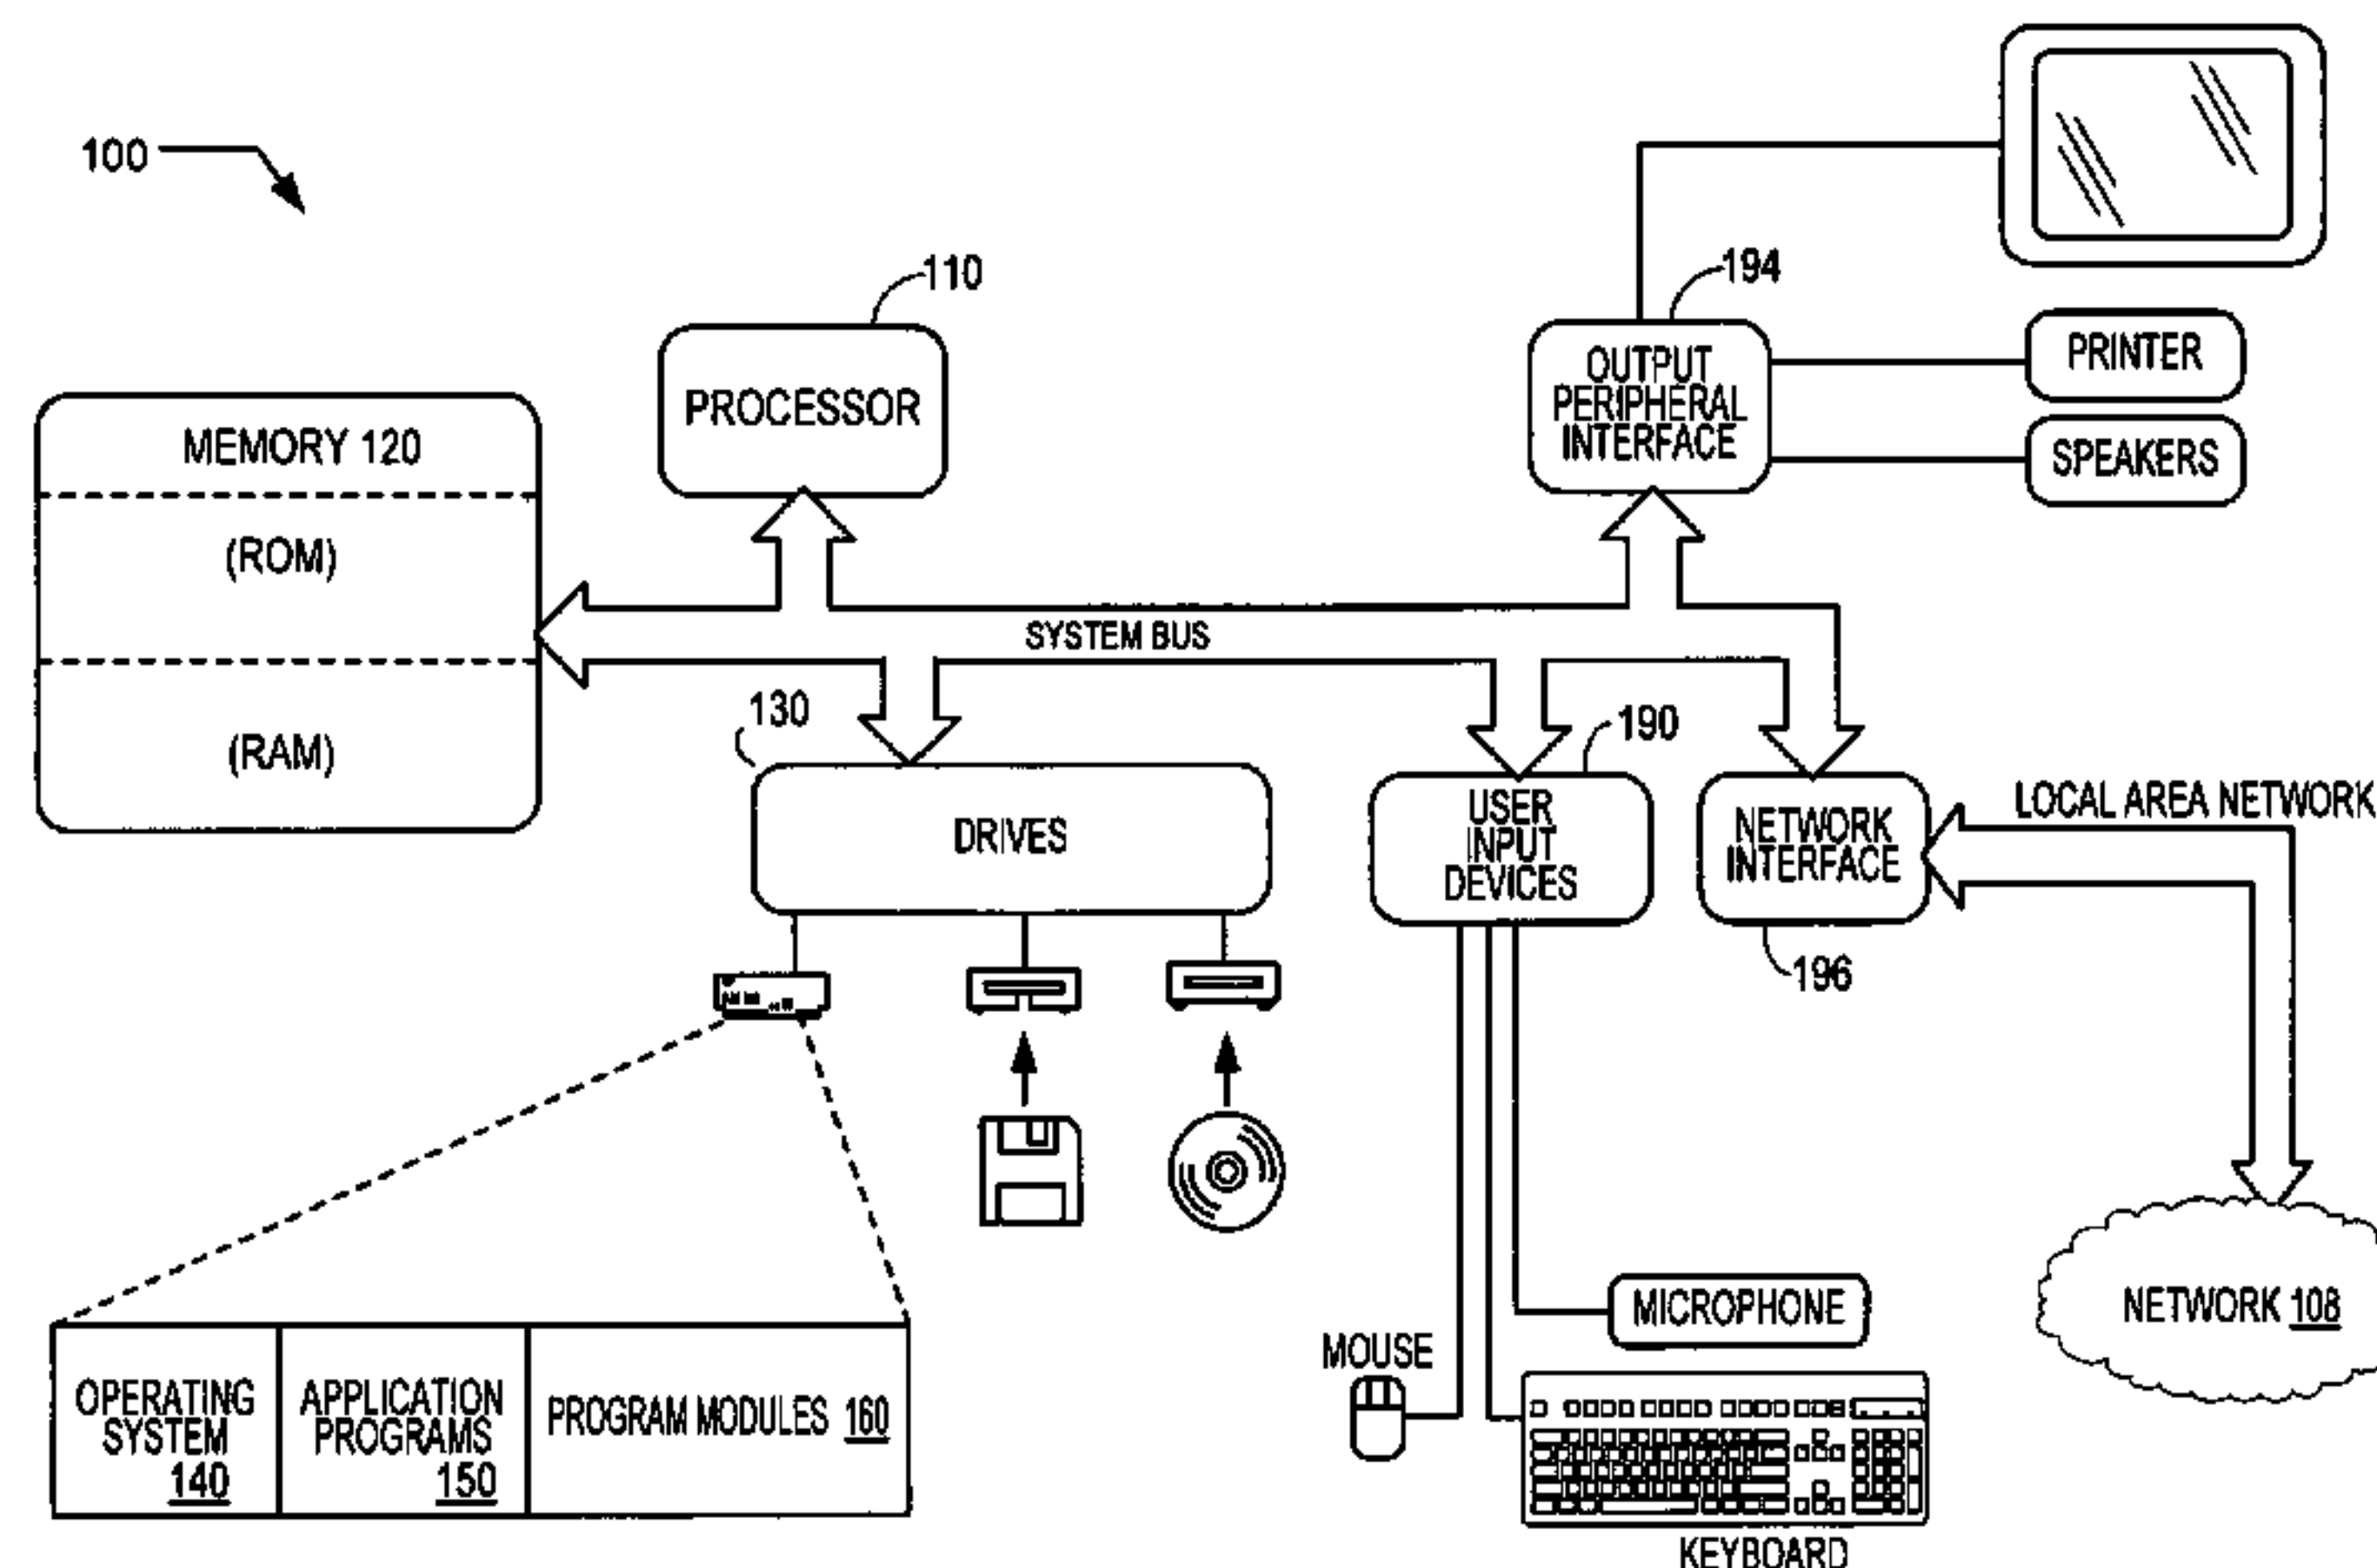 100
110
PROCESSOR
MEMORY 120
(ROM)
(RAM)
194
OUTPUT
PERIPHERAL
INTERFACE
PRINTER
SPEAKERS
SYSTEM BUS
130
DRIVES
190
USER
INPUT
DEVICES
NETWORK
INTERFACE
196
LOCAL AREA NETWORK
NETWORK 108
MICROPHONE
MOUSE
KEYBOARD
OPERATING
SYSTEM
140
APPLICATION
PROGRAMS
150
PROGRAM MODULES 160